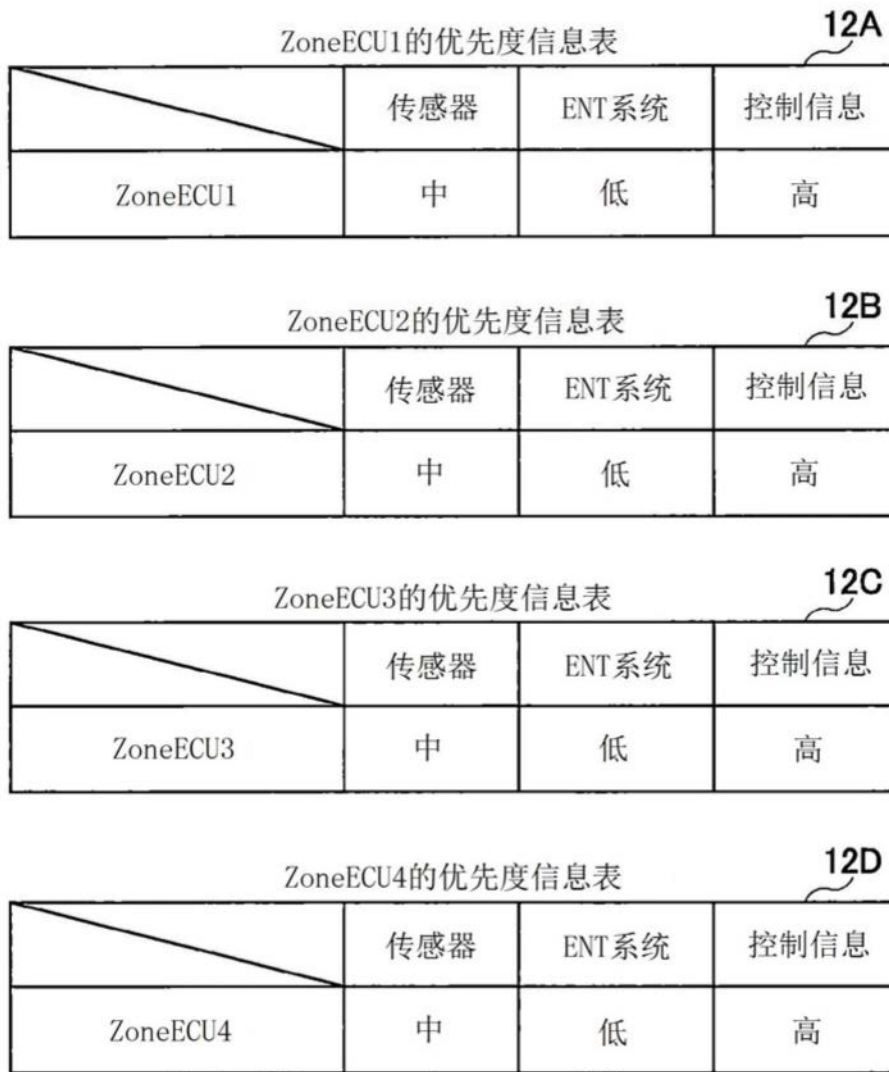 ZoneECU1的优先度信息表 12A
传感器 ENT系统 控制信息
ZoneECU1 中 低 高
ZoneECU2的优先度信息表 12B
传感器 ENT系统 控制信息
ZoneECU2 中 低 高
ZoneECU3的优先度信息表 12C
传感器 ENT系统 控制信息
ZoneECU3 中 低 高
ZoneECU4的优先度信息表 12D
传感器 ENT系统 控制信息
ZoneECU4 中 低 高